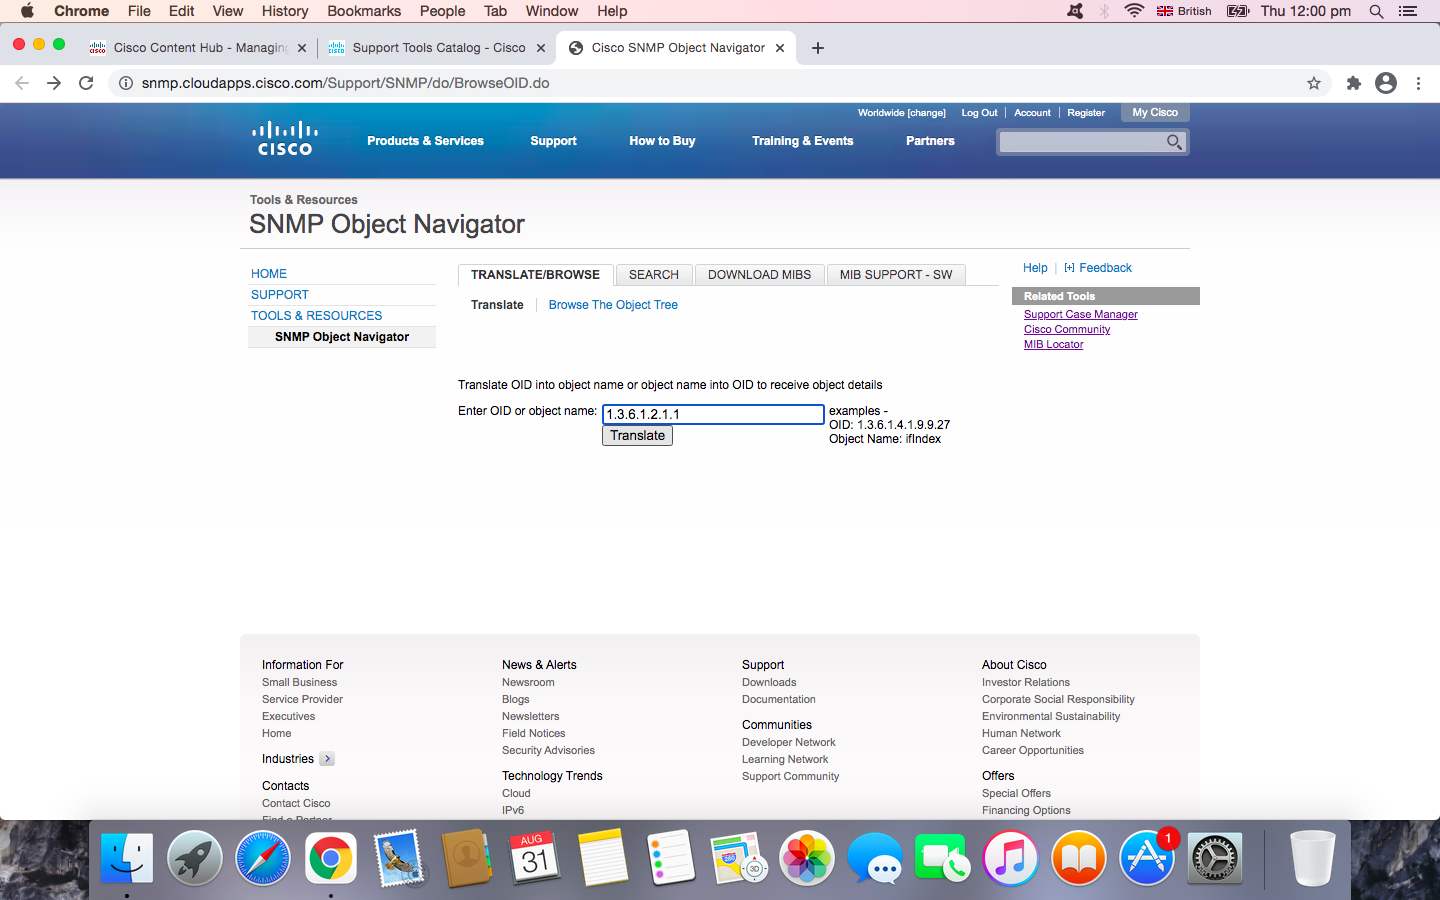 Chrome File Edit View History Bookmarks People Tab Window Help British Thu 12:00 pm
Cisco Content Hub - Managing Support Tools Catalog - Cisco Cisco SNMP Object Navigator
snmp.cloudapps.cisco.com/Support/SNMP/do/BrowseOID.do
Worldwide [change] Log Out Account Register My Cisco
CISCO Products & Services Support How to Buy Training & Events Partners
Tools & Resources
SNMP Object Navigator
HOME
SUPPORT
TOOLS & RESOURCES
SNMP Object Navigator
TRANSLATE/BROWSE SEARCH DOWNLOAD MIBS MIB SUPPORT - SW
Translate Browse The Object Tree
Help [+] Feedback
Related Tools
Support Case Manager
Cisco Community
MIB Locator
Translate OID into object name or object name into OID to receive object details
Enter OID or object name: 1.3.6.1.2.1.1
Translate
examples -
OID: 1.3.6.1.4.1.9.9.27
Object Name: ifIndex
Information For
Small Business
Service Provider
Executives
Home
Industries
Contacts
Contact Cisco
Find a Partner
News & Alerts
Newsroom
Blogs
Newsletters
Field Notices
Security Advisories
Technology Trends
Cloud
IPv6
Support
Downloads
Documentation
Communities
Developer Network
Learning Network
Support Community
About Cisco
Investor Relations
Corporate Social Responsibility
Environmental Sustainability
Human Network
Career Opportunities
Offers
Special Offers
Financing Options
AUG
31
280
3D
1